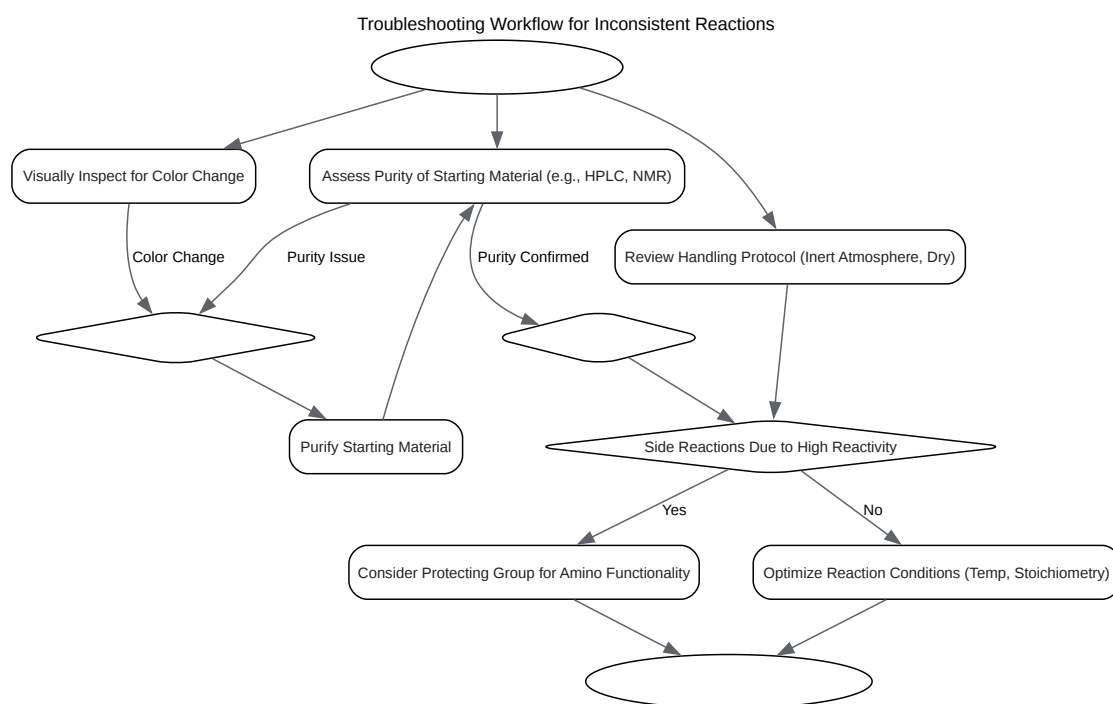 Troubleshooting Workflow for Inconsistent Reactions
Visually Inspect for Color Change
Assess Purity of Starting Material (e.g., HPLC, NMR)
Review Handling Protocol (Inert Atmosphere, Dry)
Color Change
Purity Issue
Purity Confirmed
Purify Starting Material
Side Reactions Due to High Reactivity
Yes
No
Consider Protecting Group for Amino Functionality
Optimize Reaction Conditions (Temp, Stoichiometry)